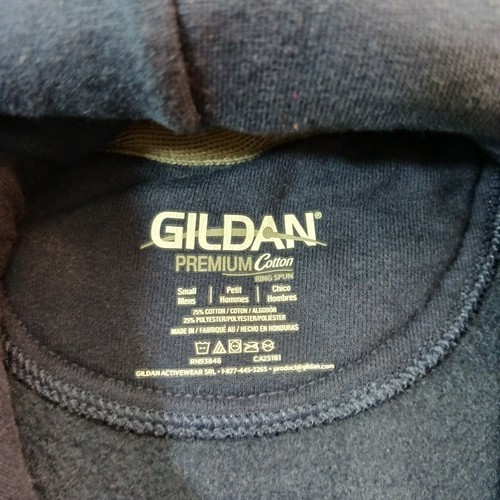 GILDAN®
PREMIUM Cotton
RING SPUN
Small | Petit | Chico
Mens | Hommes | Hombres
75% COTTON / COTON / ALGODÓN
25% POLYESTER/POLYESTER/POLIÉSTER
MADE IN / FABRIQUÉ AU / HECHO EN HONDURAS
RN93846 CA25181
GILDAN ACTIVEWEAR SRL • 1-877-445-3265 • product@gildan.com